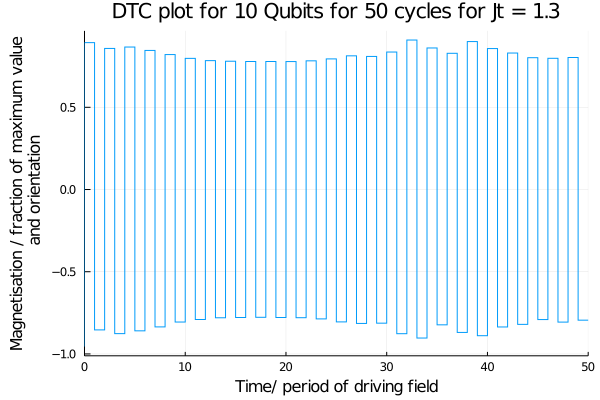 DTC plot for 10 Qubits for 50 cycles for Jt = 1.3
Magnetisation / fraction of maximum value
and orientation
0.5
0.0
−0.5
−1.0
0 10 20 30 40 50
Time/ period of driving field